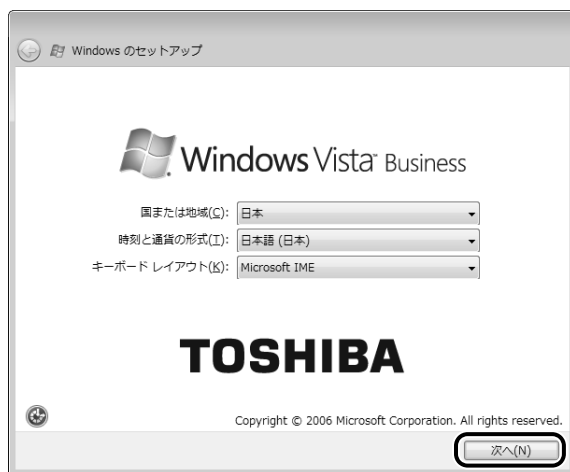 Windows のセットアップ
Windows Vista™ Business
国または地域(C): 日本
時刻と通貨の形式(T): 日本語 (日本)
キーボード レイアウト(K): Microsoft IME
TOSHIBA
Copyright © 2006 Microsoft Corporation. All rights reserved.
次へ(N)